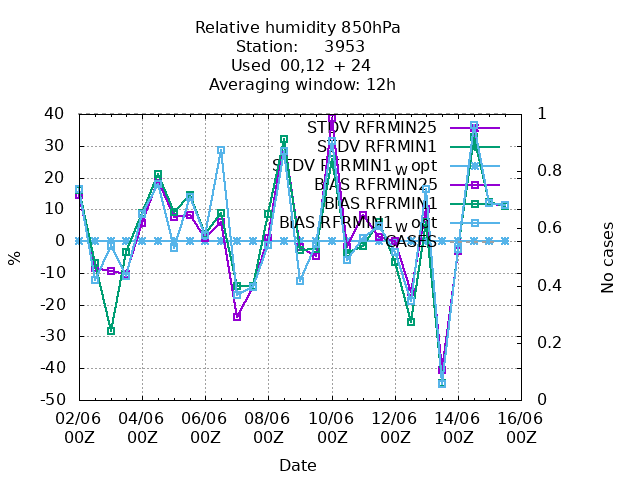 Relative humidity 850hPa
Station: 3953
Used 00,12 + 24
Averaging window: 12h
40
30
20
10
0
-10
-20
-30
-40
-50
%
1
0.8
0.6
0.4
0.2
0
No cases
STDV RFRMIN25
STDV RFRMIN1
STDV RFRMIN1w opt
BIAS RFRMIN25
BIAS RFRMIN1
BIAS RFRMIN1w opt
CASES
02/06 04/06 06/06 08/06 10/06 12/06 14/06 16/06
00Z 00Z 00Z 00Z 00Z 00Z 00Z 00Z
Date